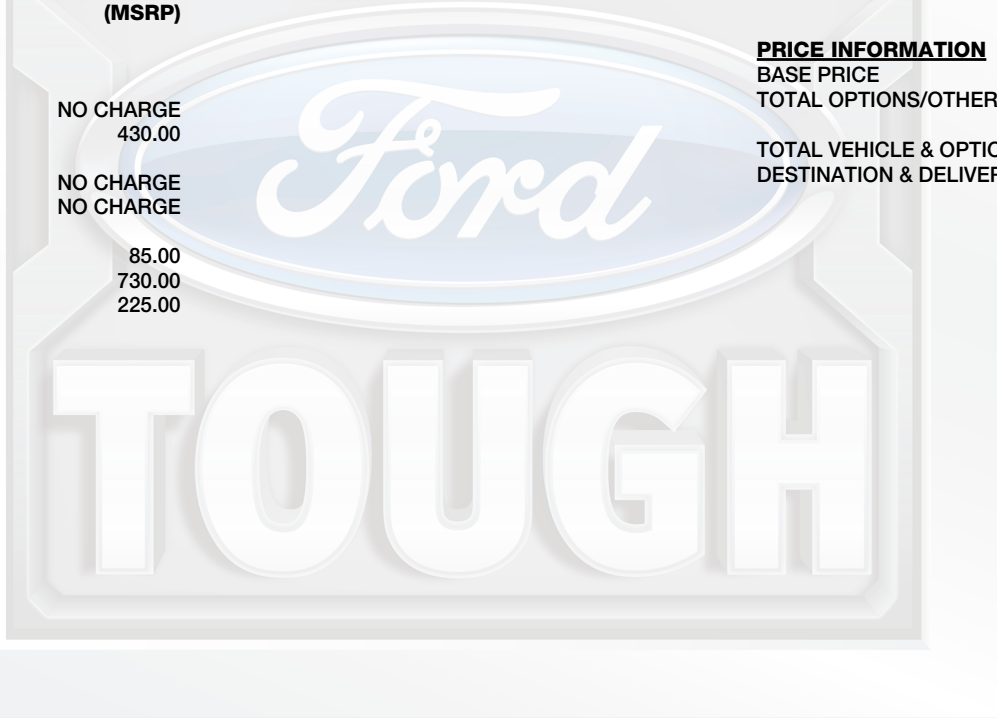 (MSRP)
NO CHARGE
430.00
NO CHARGE
NO CHARGE
85.00
730.00
225.00
PRICE INFORMATION
BASE PRICE
TOTAL OPTIONS/OTHER
TOTAL VEHICLE & OPTIO
DESTINATION & DELIVER
Ford
TOUGH